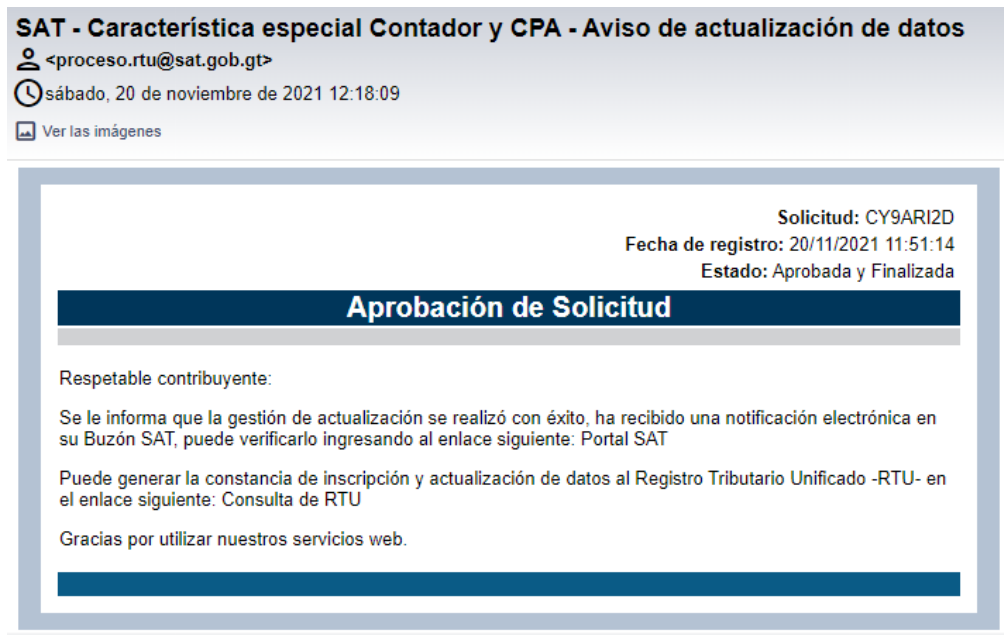 SAT - Característica especial Contador y CPA - Aviso de actualización de datos
<proceso.rtu@sat.gob.gt>
sábado, 20 de noviembre de 2021 12:18:09
Ver las imágenes
Solicitud: CY9ARI2D
Fecha de registro: 20/11/2021 11:51:14
Estado: Aprobada y Finalizada
Aprobación de Solicitud
Respetable contribuyente:
Se le informa que la gestión de actualización se realizó con éxito, ha recibido una notificación electrónica en
su Buzón SAT, puede verificarlo ingresando al enlace siguiente: Portal SAT
Puede generar la constancia de inscripción y actualización de datos al Registro Tributario Unificado -RTU- en
el enlace siguiente: Consulta de RTU
Gracias por utilizar nuestros servicios web.